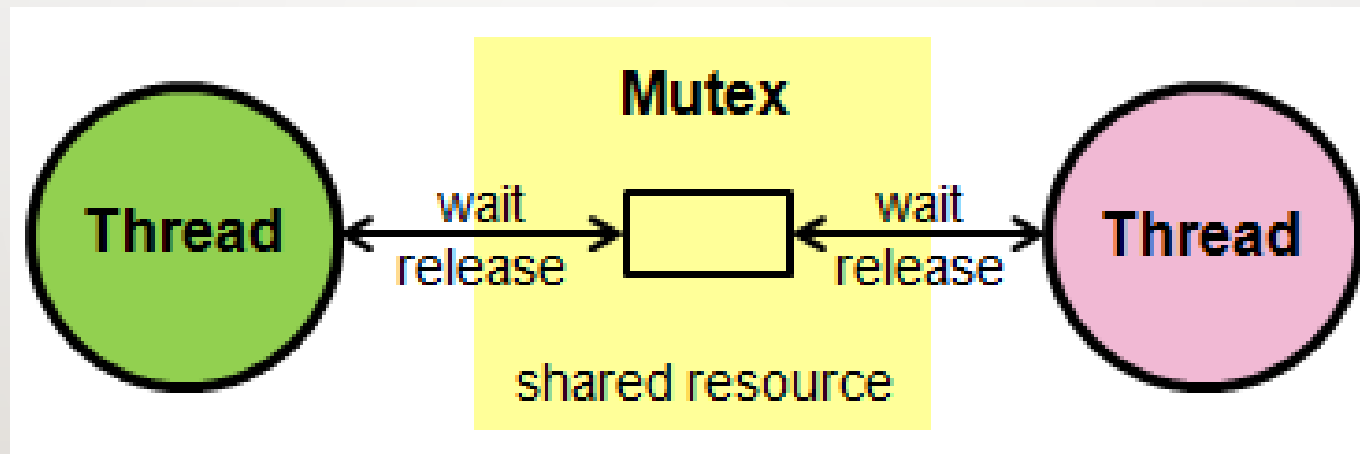 Mutex
Thread
wait
release
wait
release
Thread
shared resource